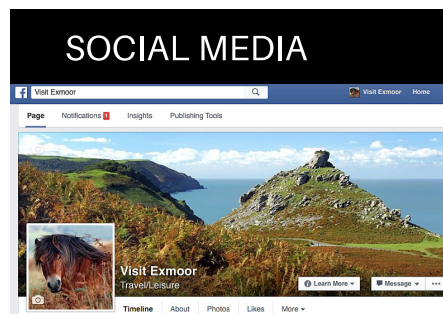 SOCIAL MEDIA
f Visit Exmoor Visit Exmoor Home
Page Notifications 1 Insights Publishing Tools
Visit Exmoor
Travel/Leisure
Learn More Message
Timeline About Photos Likes More